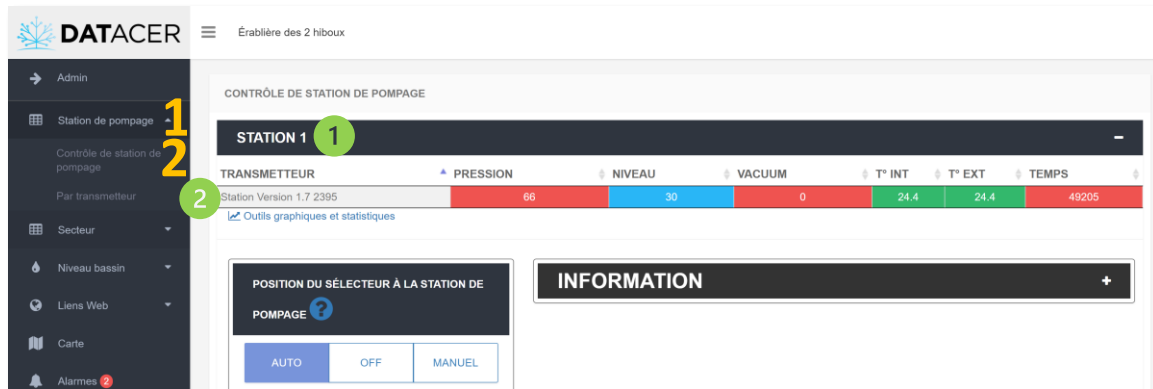 DATACER
Érablière des 2 hiboux
Admin
Station de pompage
1
Contrôle de station de
pompage
2
Par transmetteur
Secteur
Niveau bassin
Liens Web
Carte
Alarmes 2
CONTRÔLE DE STATION DE POMPAGE
STATION 1 1 −
TRANSMETTEUR PRESSION NIVEAU VACUUM T° INT T° EXT TEMPS
2 Station Version 1.7 2395 66 30 0 24.4 24.4 49205
Outils graphiques et statistiques
POSITION DU SÉLECTEUR À LA STATION DE
POMPAGE ?
AUTO OFF MANUEL
INFORMATION +